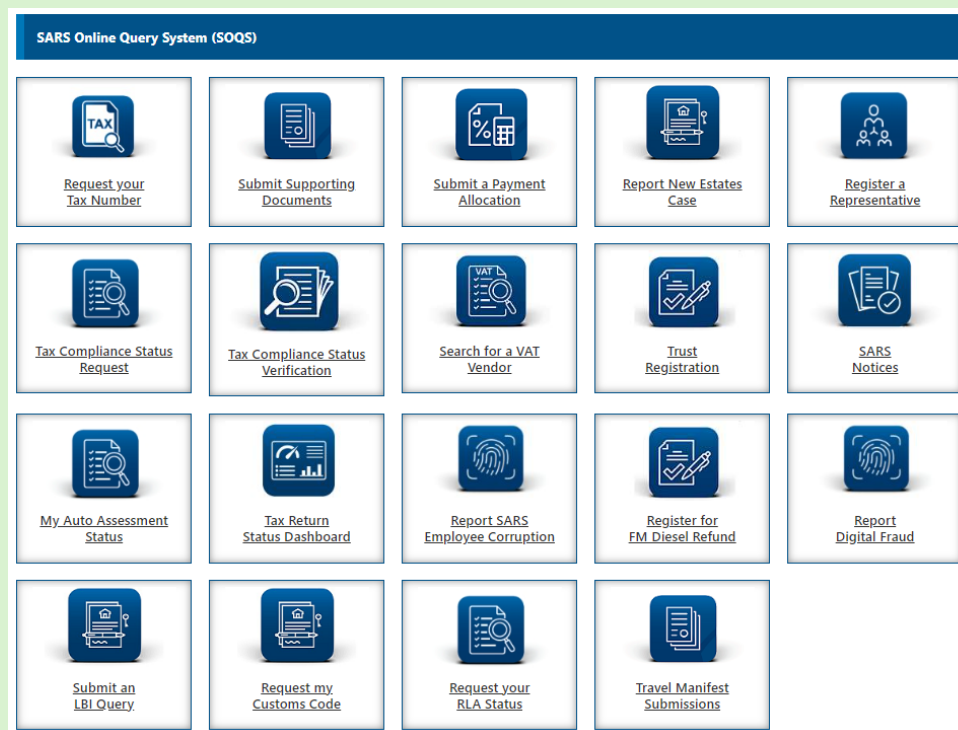 SARS Online Query System (SOQS)
TAX
Request your
Tax Number
Submit Supporting
Documents
Submit a Payment
Allocation
Report New Estates
Case
Register a
Representative
Tax Compliance Status
Request
Tax Compliance Status
Verification
VAT
Search for a VAT
Vendor
Trust
Registration
SARS
Notices
My Auto Assessment
Status
Tax Return
Status Dashboard
Report SARS
Employee Corruption
Register for
FM Diesel Refund
Report
Digital Fraud
Submit an
LBI Query
Request my
Customs Code
Request your
RLA Status
Travel Manifest
Submissions